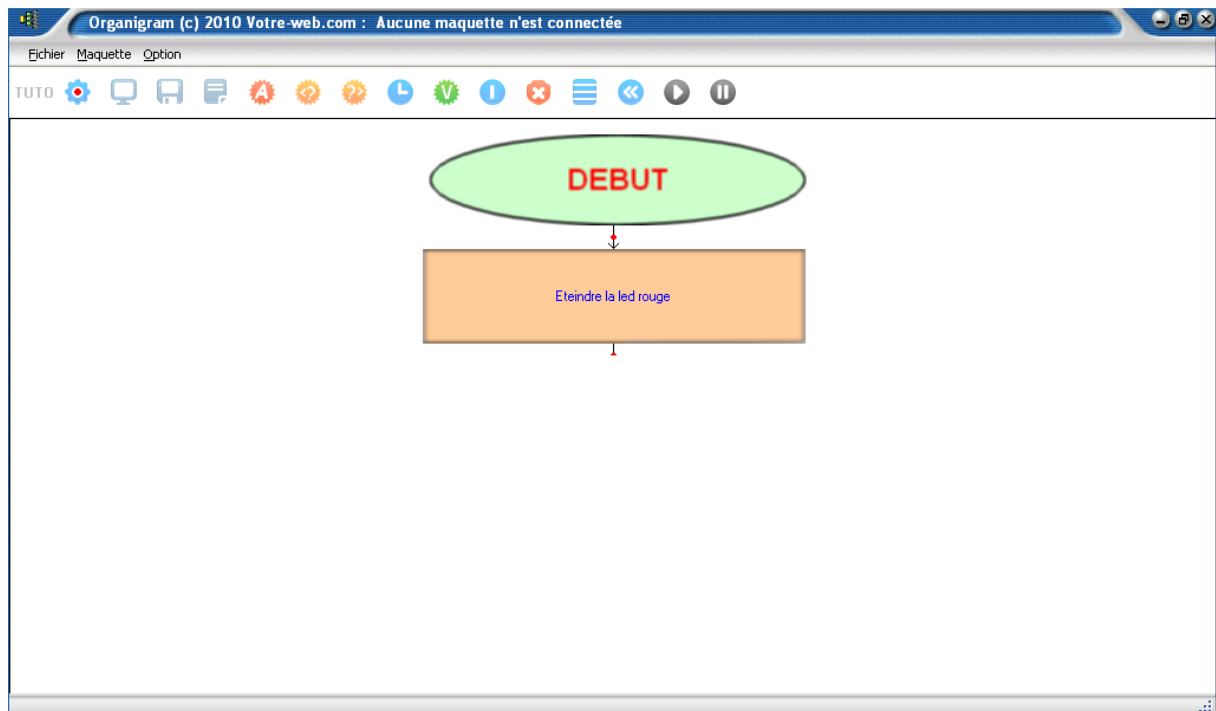 Organigram (c) 2010 Votre-web.com : Aucune maquette n'est connectée
Fichier Maquette Option
TUTO A ? ? V I
DEBUT
Eteindre la led rouge